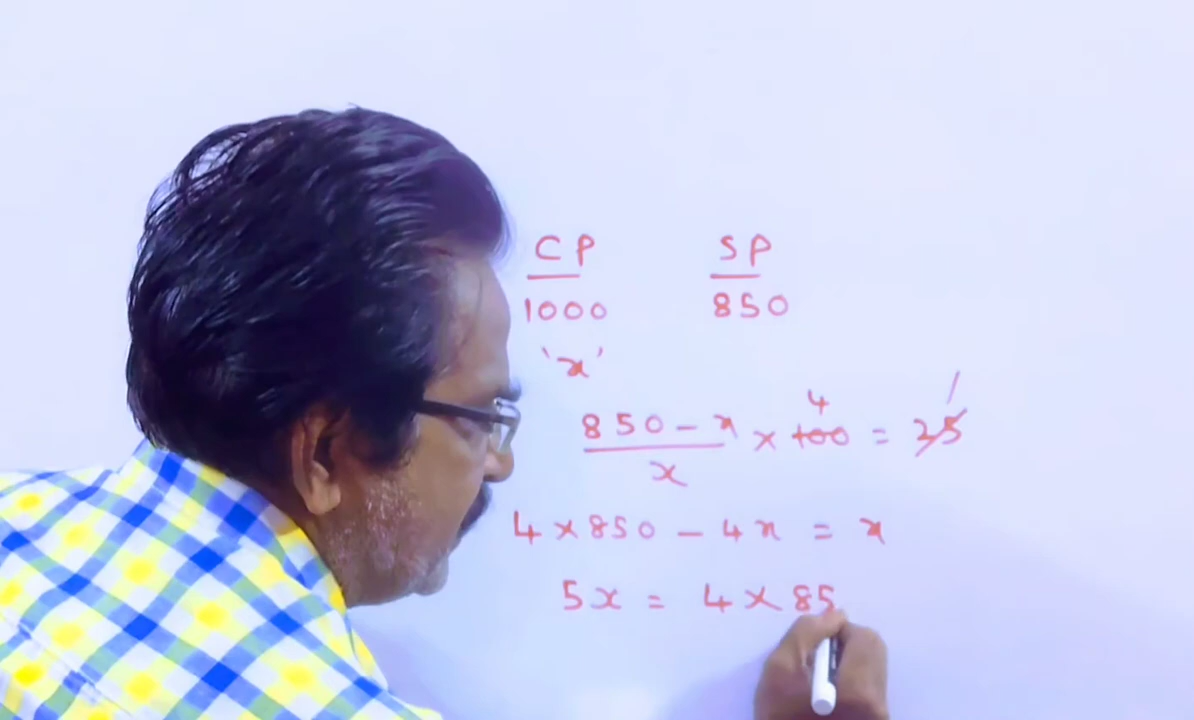 CP SP
1000 850
'x'
4 1
850 - x / x × 100 = 25
4 × 850 - 4x = x
5x = 4 × 85